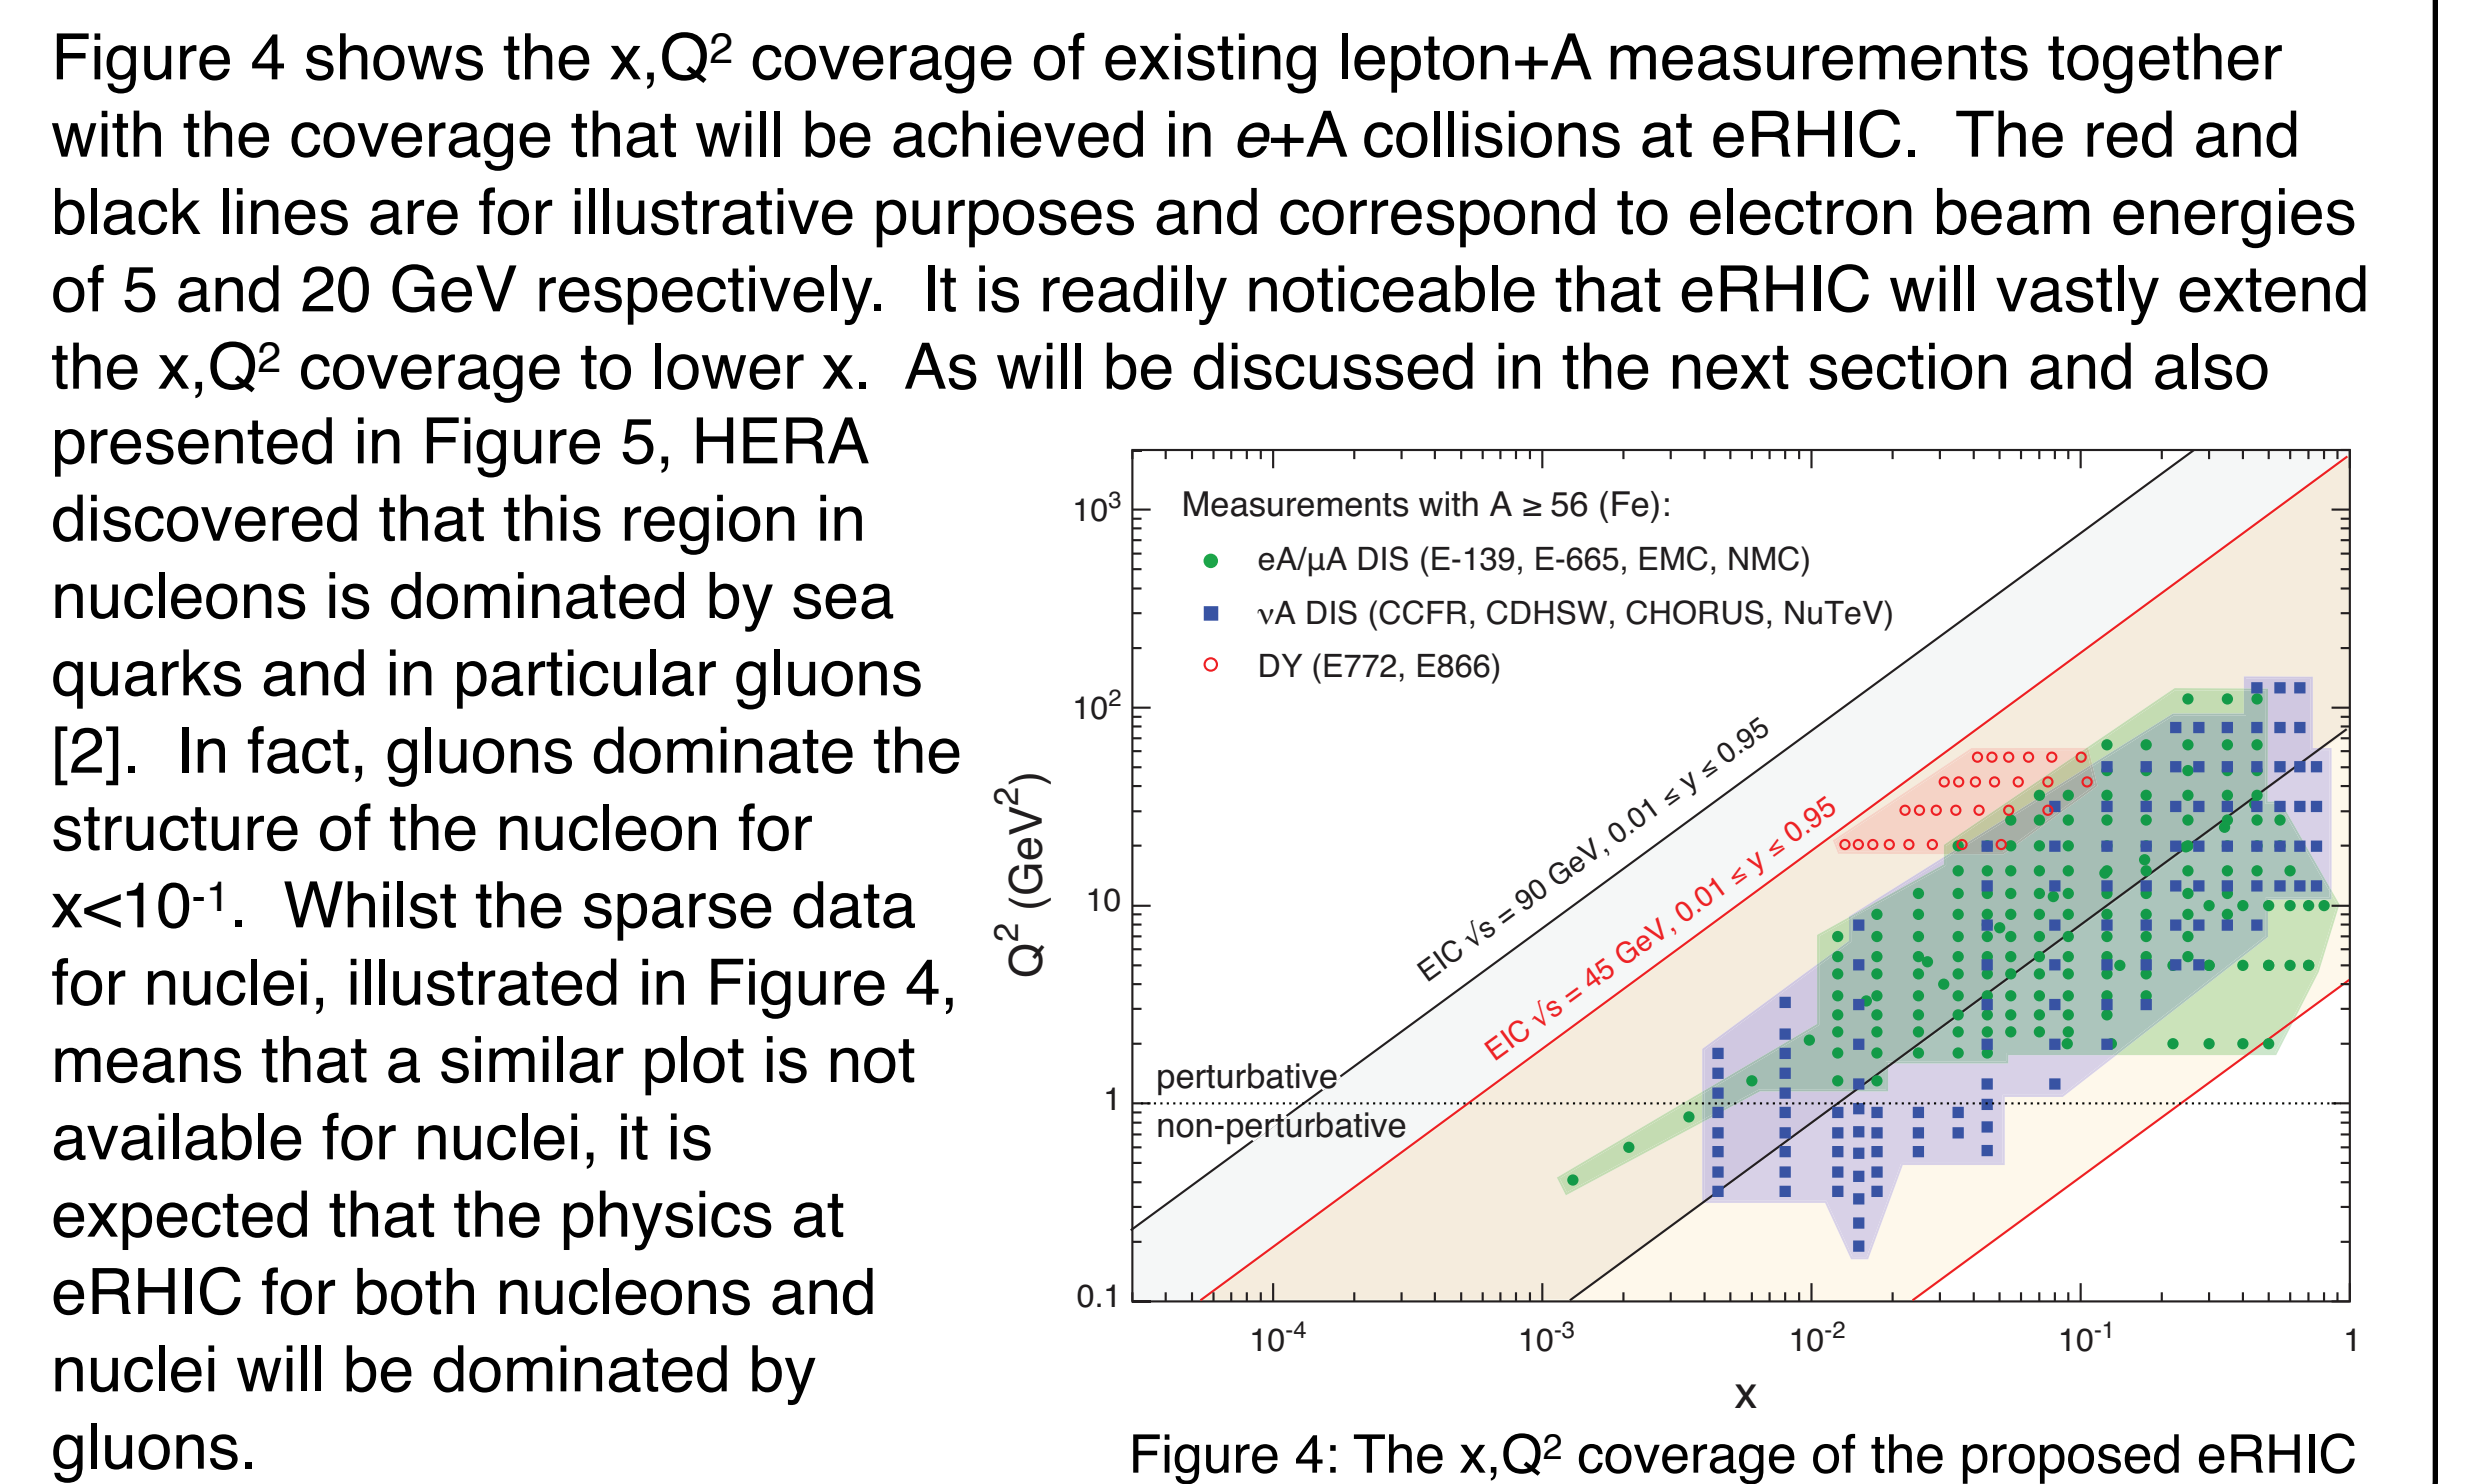 Figure 4 shows the x,Q² coverage of existing lepton+A measurements together
with the coverage that will be achieved in e+A collisions at eRHIC. The red and
black lines are for illustrative purposes and correspond to electron beam energies
of 5 and 20 GeV respectively. It is readily noticeable that eRHIC will vastly extend
the x,Q² coverage to lower x. As will be discussed in the next section and also
presented in Figure 5, HERA
discovered that this region in
nucleons is dominated by sea
quarks and in particular gluons
[2]. In fact, gluons dominate the
structure of the nucleon for
x<10⁻¹. Whilst the sparse data
for nuclei, illustrated in Figure 4,
means that a similar plot is not
available for nuclei, it is
expected that the physics at
eRHIC for both nucleons and
nuclei will be dominated by
gluons.
Q² (GeV²)
10³
10²
10
1
0.1
Measurements with A ≥ 56 (Fe):
eA/μA DIS (E-139, E-665, EMC, NMC)
νA DIS (CCFR, CDHSW, CHORUS, NuTeV)
DY (E772, E866)
EIC √s = 90 GeV, 0.01 ≤ y ≤ 0.95
EIC √s = 45 GeV, 0.01 ≤ y ≤ 0.95
perturbative
non-perturbative
10⁻⁴
10⁻³
10⁻²
10⁻¹
1
x
Figure 4: The x,Q² coverage of the proposed eRHIC